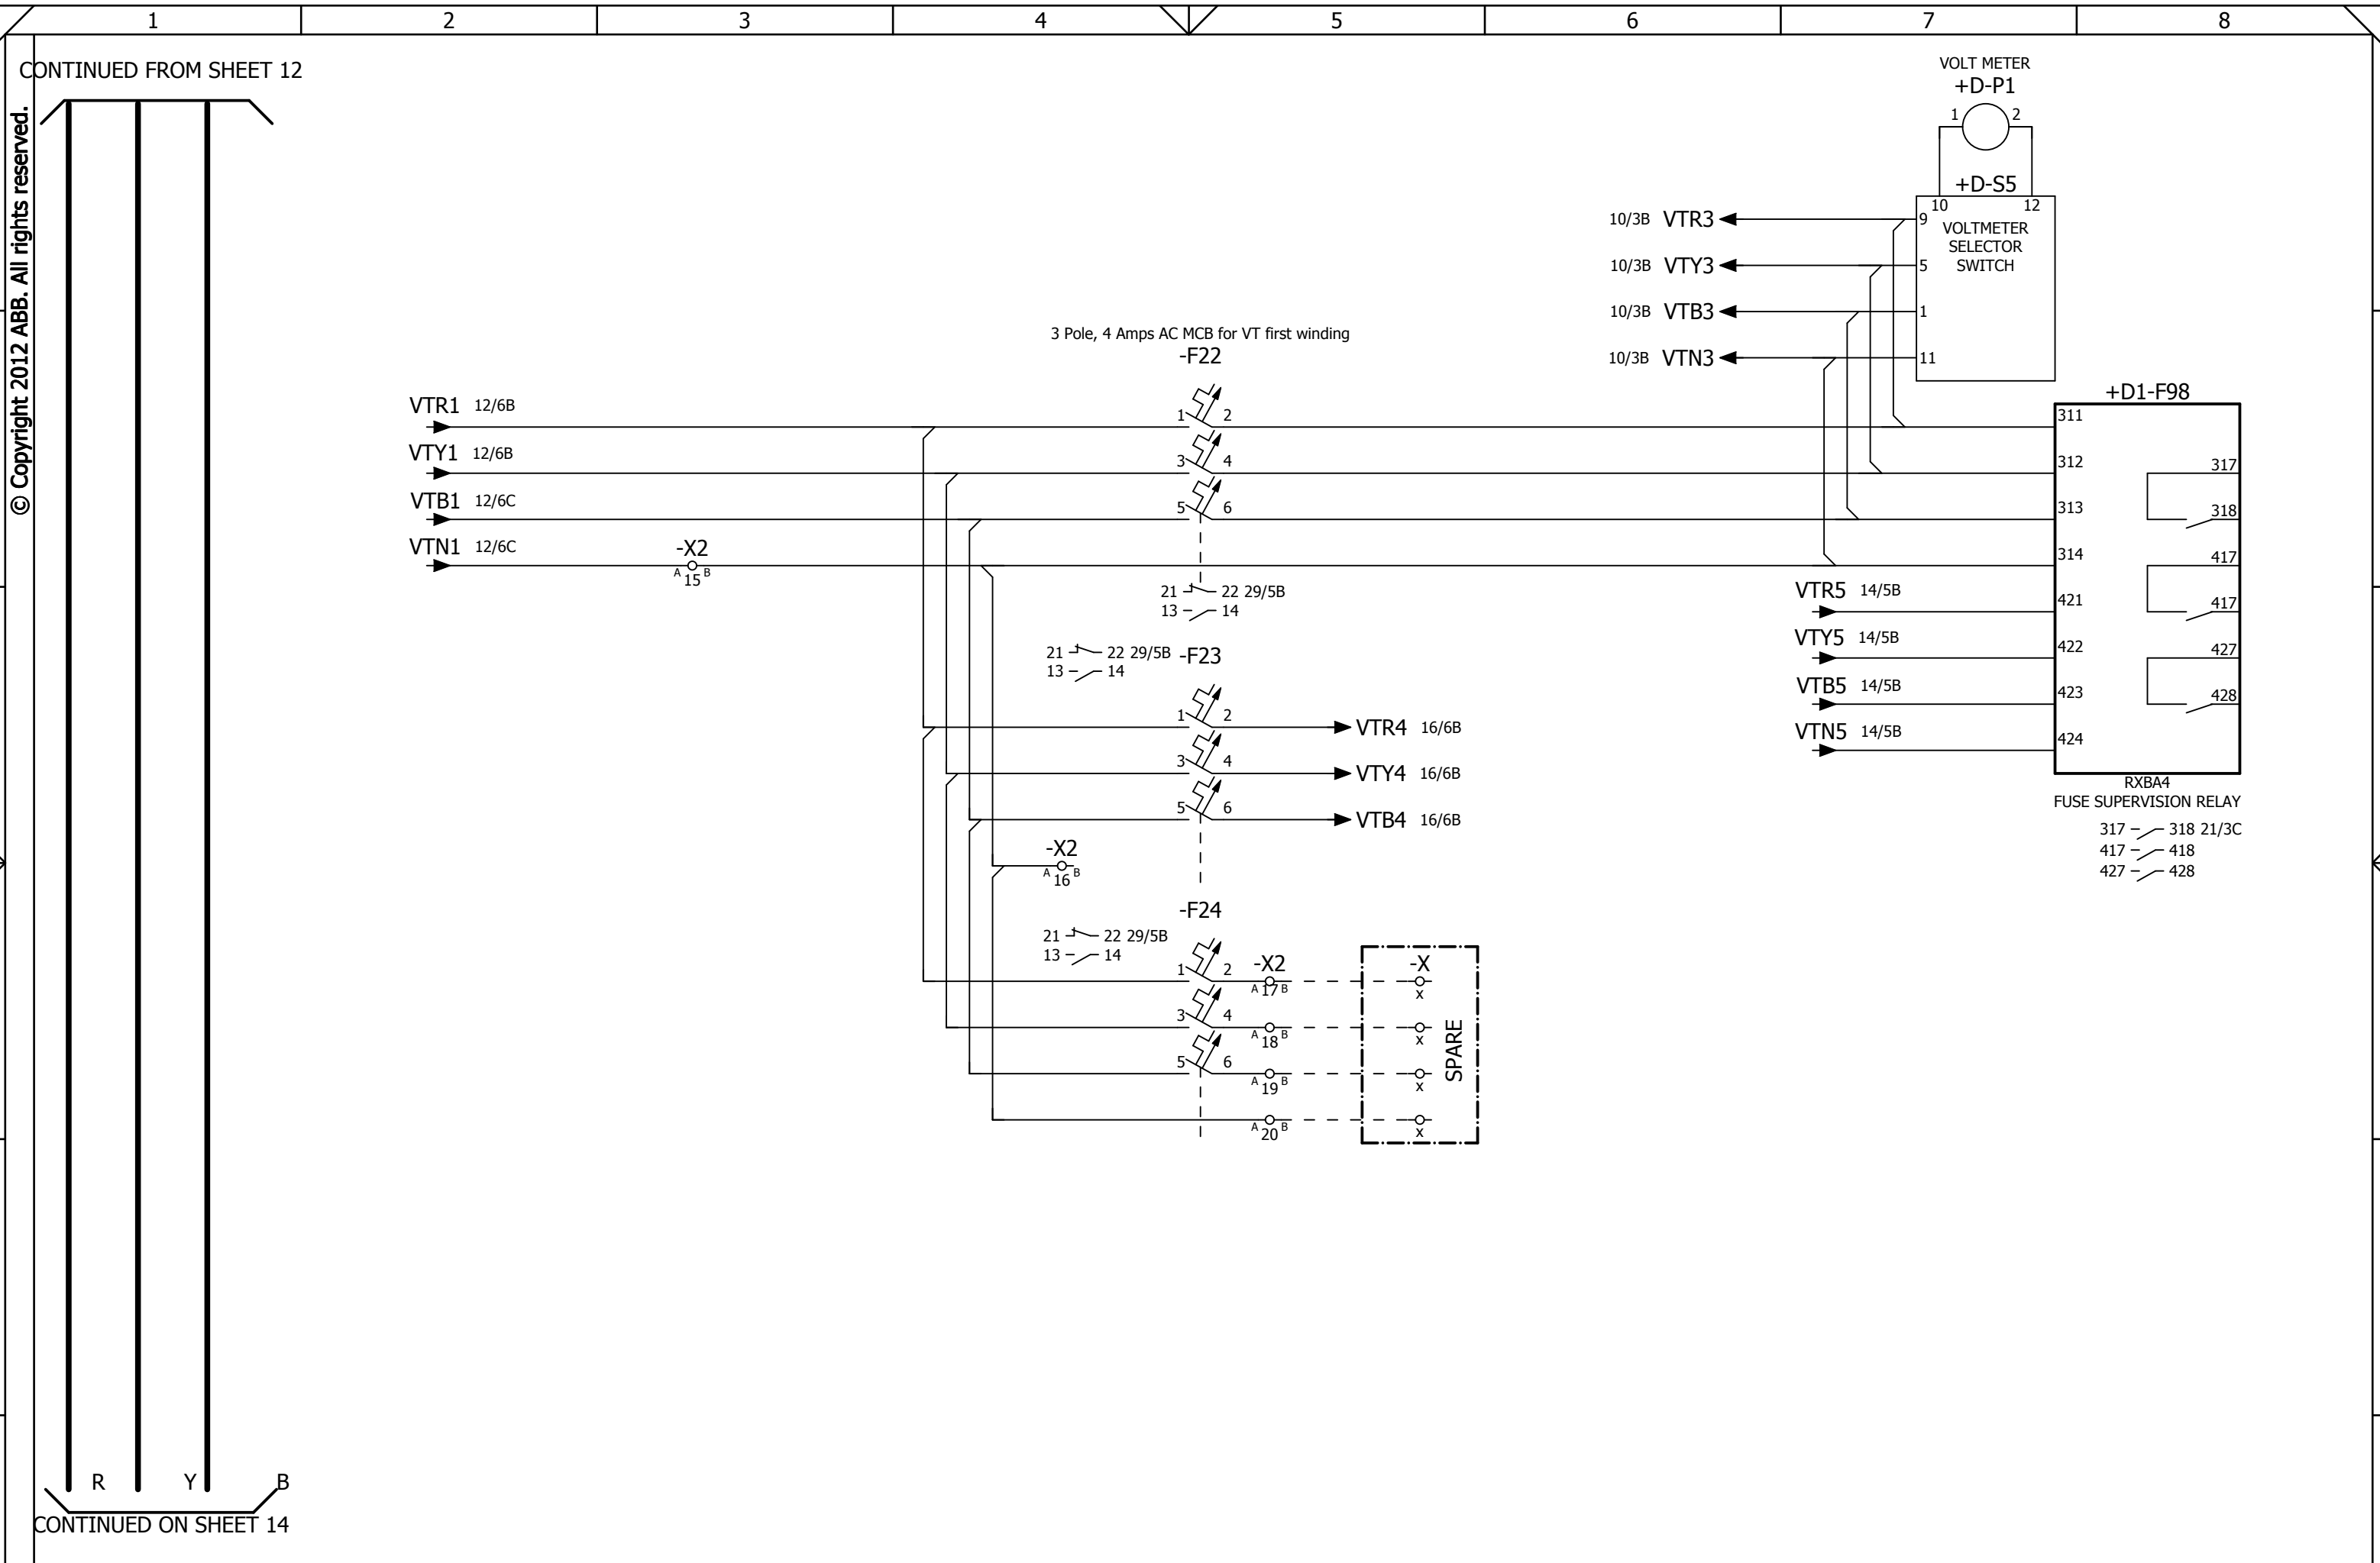 1 2 3 4 5 6 7 8
CONTINUED FROM SHEET 12
© Copyright 2012 ABB. All rights reserved.
VOLT METER
+D-P1
1 2
+D-S5
10 12
VOLTMETER
SELECTOR
SWITCH
10/3B VTR3 9
10/3B VTY3 5
10/3B VTB3 1
10/3B VTN3 11
3 Pole, 4 Amps AC MCB for VT first winding
-F22
VTR1 12/6B
1 2
VTY1 12/6B
3 4
VTB1 12/6C
5 6
VTN1 12/6C
-X2
A 15 B
21 22 29/5B
13 14
+D1-F98
311
312 317
313 318
314 417
VTR5 14/5B
421 417
VTY5 14/5B
422 427
VTB5 14/5B
423 428
VTN5 14/5B
424
RXBA4
FUSE SUPERVISION RELAY
317 318 21/3C
417 418
427 428
21 22 29/5B
13 14
-F23
1 2 VTR4 16/6B
3 4 VTY4 16/6B
5 6 VTB4 16/6B
-X2
A 16 B
-F24
21 22 29/5B
13 14
1 2
-X2
A 17 B
-X
x
3 4
A 18 B
x
5 6
A 19 B
x
A 20 B
x
SPARE
R Y B
CONTINUED ON SHEET 14